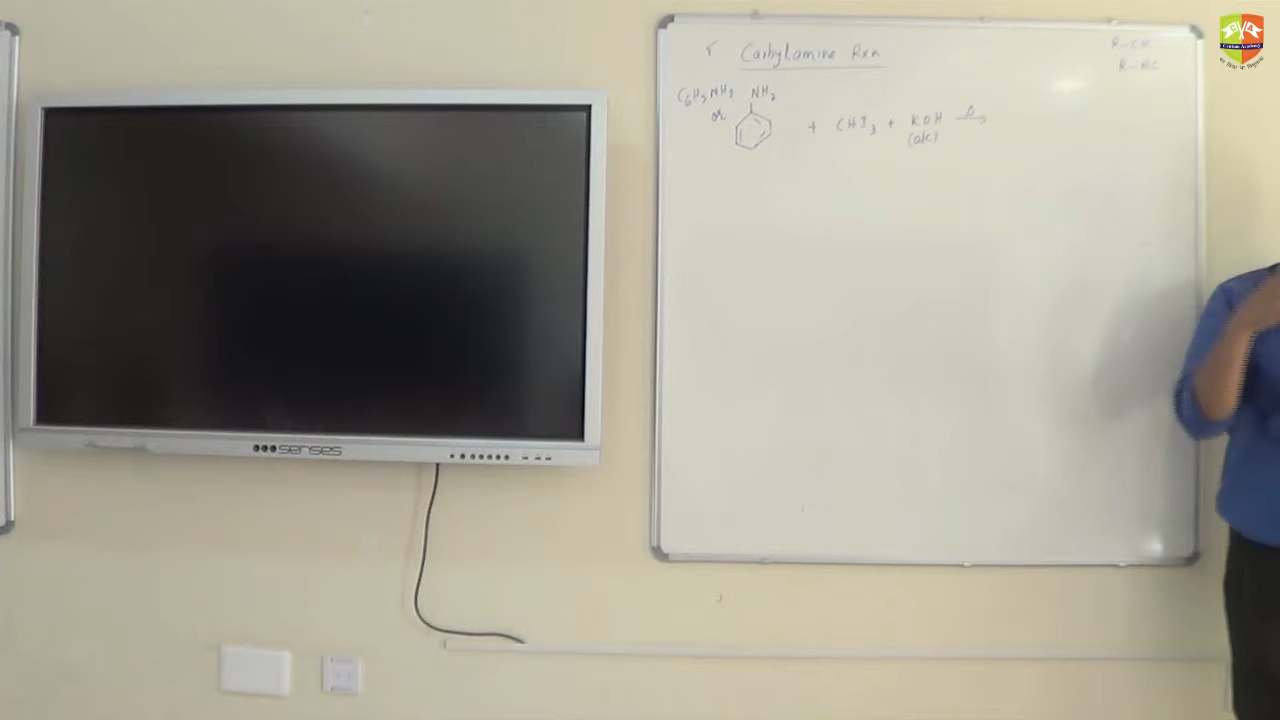 Carbylamine Rxn
R-CN
R-NC
C6H5NH2 NH2
or
+ CHI3 + KOH Δ
(alc)
senses